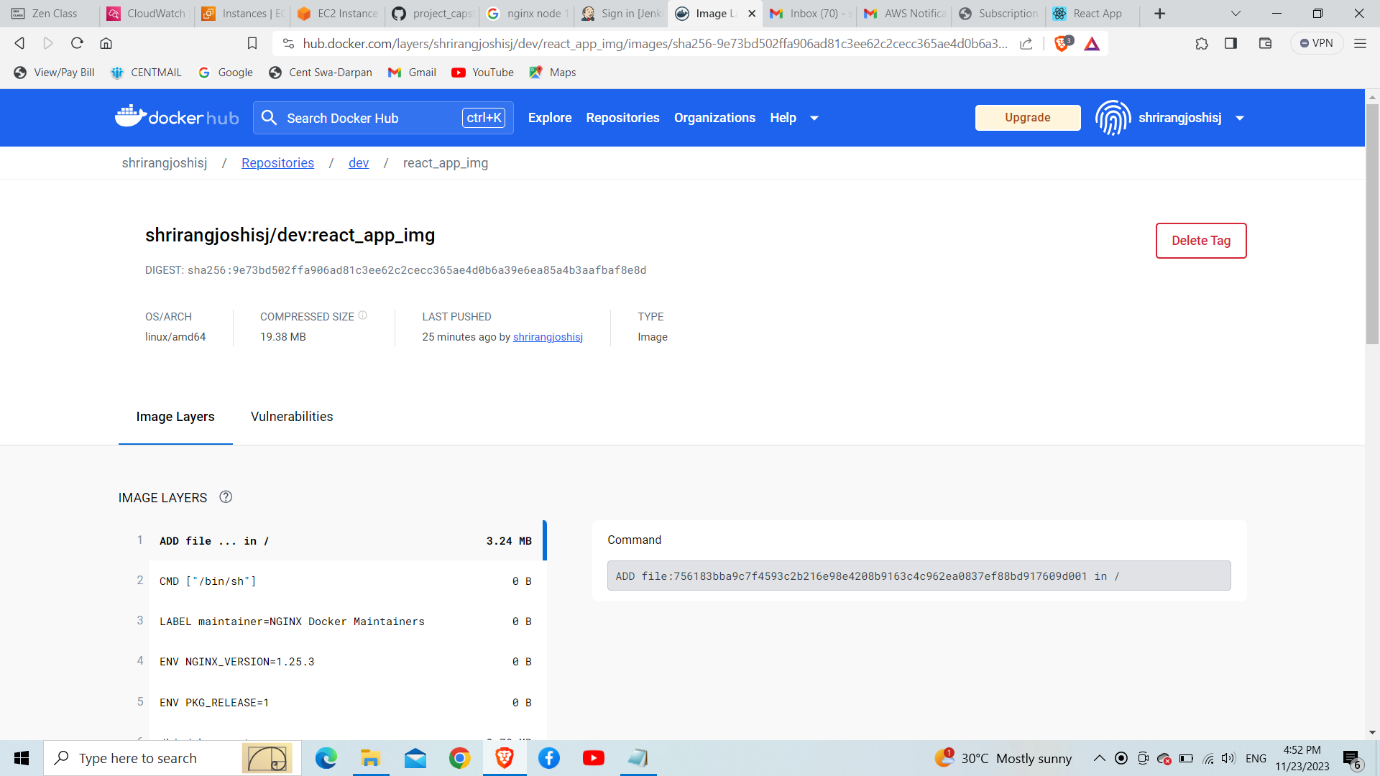 Zen Class
CloudWatch
Instances | EC
EC2 Instance
project_caps
nginx node 1
Sign in [Jenk
Image L
Inbox (70) - s
AWS Notifica
Subscription
React App
hub.docker.com/layers/shrirangjoshisj/dev/react_app_img/images/sha256-9e73bd502ffa906ad81c3ee62c2cecc365ae4d0b6a3...
3
VPN
View/Pay Bill
CENTMAIL
Google
Cent Swa-Darpan
Gmail
YouTube
Maps
docker hub
Search Docker Hub
ctrl+K
Explore
Repositories
Organizations
Help
Upgrade
shrirangjoshisj
shrirangjoshisj / Repositories / dev / react_app_img
shrirangjoshisj/dev:react_app_img
Delete Tag
DIGEST: sha256:9e73bd502ffa906ad81c3ee62c2cecc365ae4d0b6a39e6ea85a4b3aafbaf8e8d
OS/ARCH
linux/amd64
COMPRESSED SIZE
19.38 MB
LAST PUSHED
25 minutes ago by shrirangjoshisj
TYPE
Image
Image Layers
Vulnerabilities
IMAGE LAYERS
1 ADD file ... in / 3.24 MB
2 CMD ["/bin/sh"] 0 B
3 LABEL maintainer=NGINX Docker Maintainers 0 B
4 ENV NGINX_VERSION=1.25.3 0 B
5 ENV PKG_RELEASE=1 0 B
Command
ADD file:756183bba9c7f4593c2b216e98e4208b9163c4c962ea0837ef88bd917609d001 in /
Type here to search
1
30°C Mostly sunny
ENG
4:52 PM
11/23/2023
6